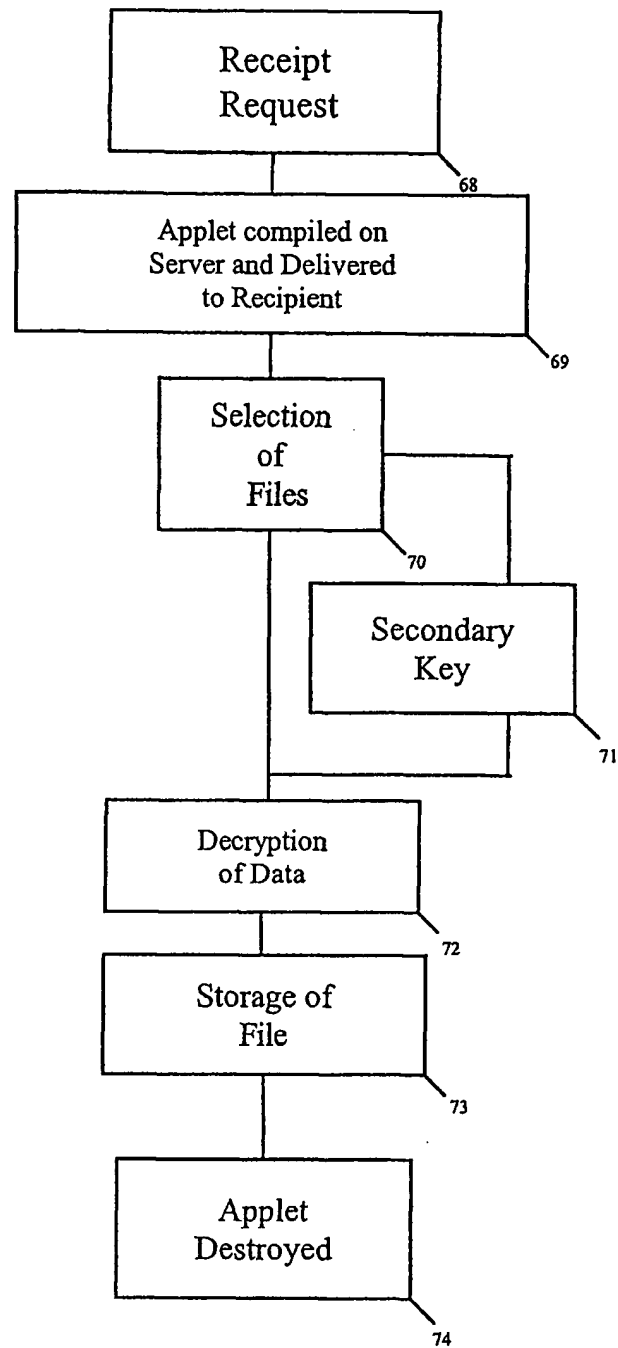 Receipt
Request
68
Applet compiled on
Server and Delivered
to Recipient
69
Selection
of
Files
70
Secondary
Key
71
Decryption
of Data
72
Storage of
File
73
Applet
Destroyed
74